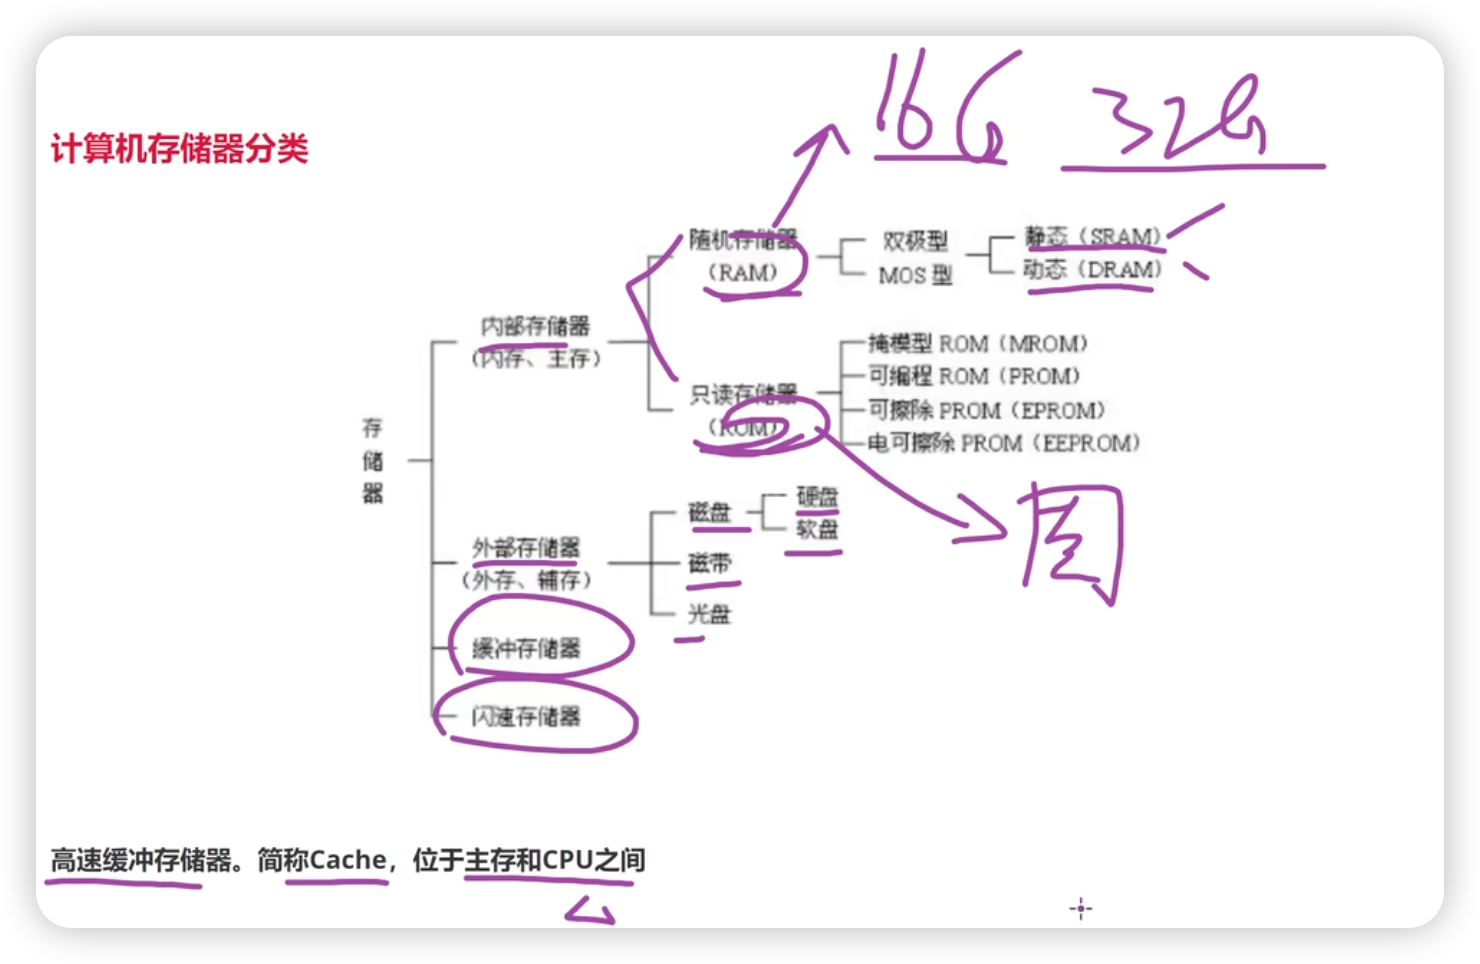 16G 32G
计算机存储器分类
随机存储器
（RAM）
双极型
MOS 型
静态（SRAM）
动态（DRAM）
内部存储器
（内存、主存）
只读存储器
（ROM）
掩模型 ROM（MROM）
可编程 ROM（PROM）
可擦除 PROM（EPROM）
电可擦除 PROM（EEPROM）
存
储
器
外部存储器
（外存、辅存）
磁盘
硬盘
软盘
磁带
光盘
缓冲存储器
闪速存储器
高速缓冲存储器。简称Cache，位于主存和CPU之间